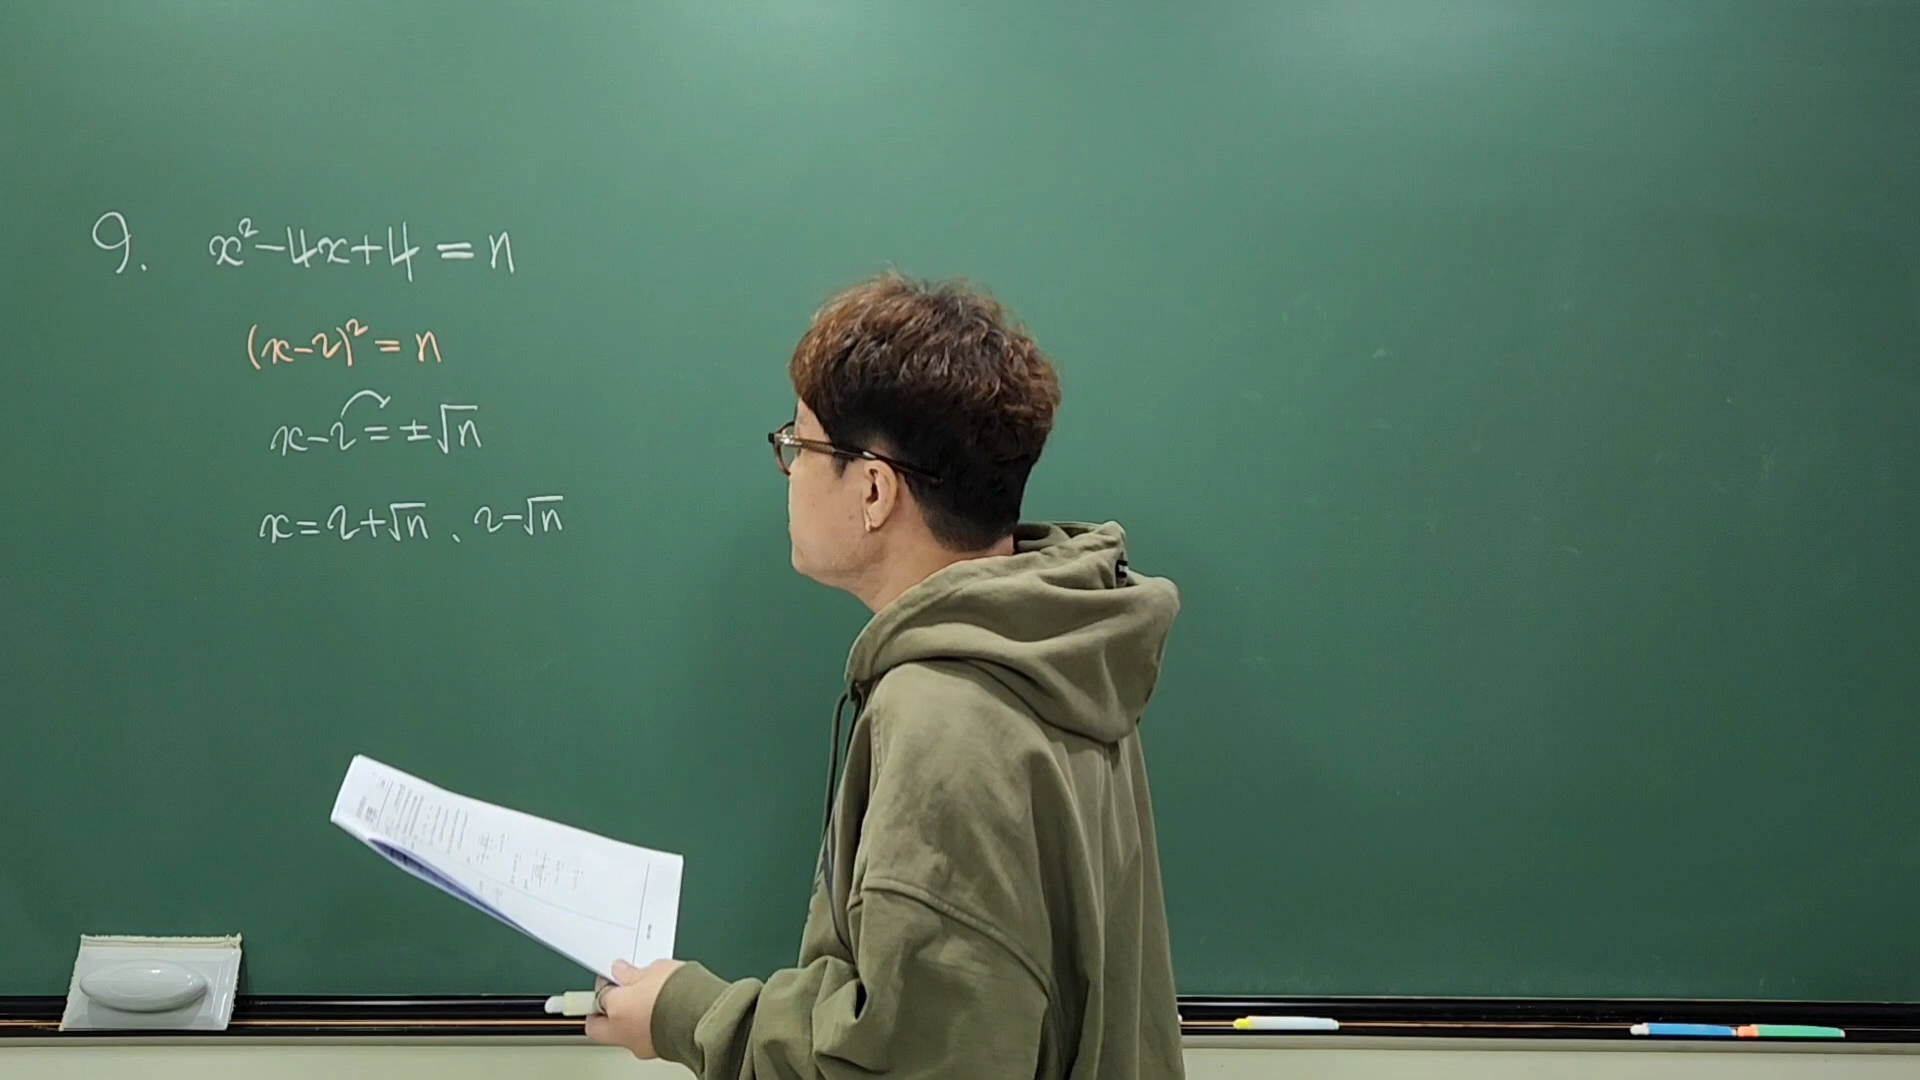 9. x²-4x+4=n
(x-2)²=n
x-2=±√n
x=2+√n, 2-√n